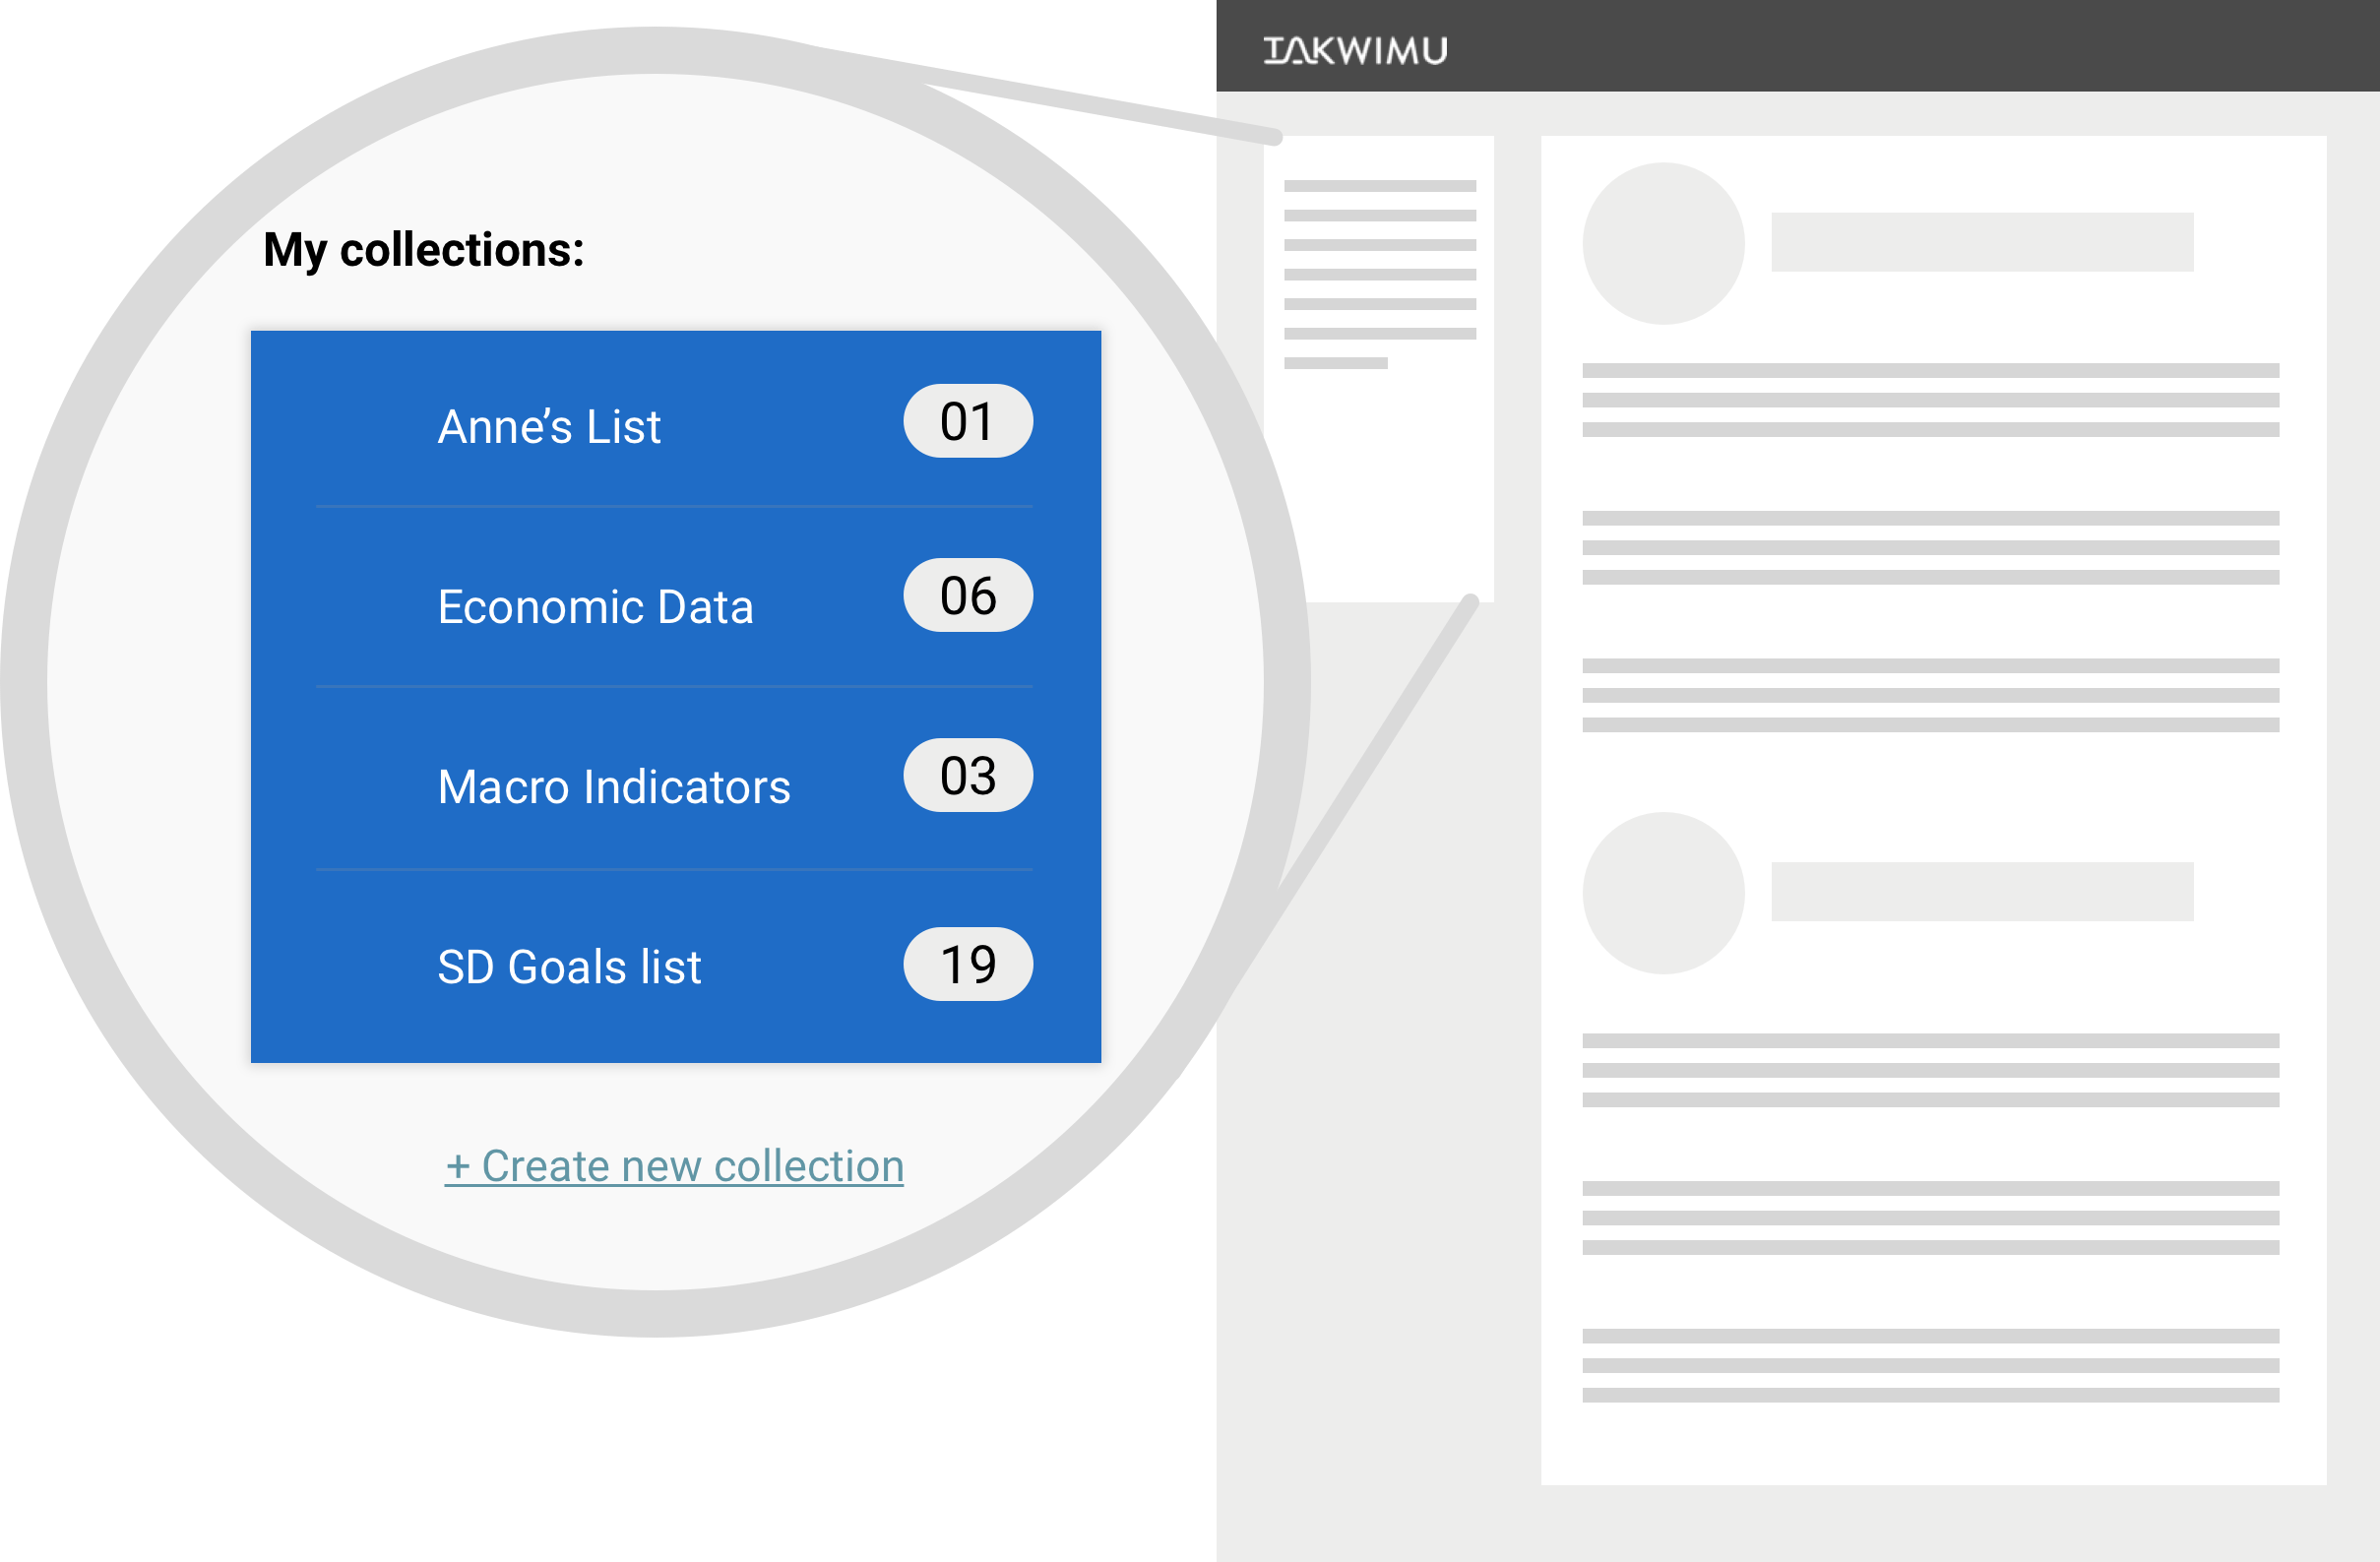 TAKWIMU
My collections:
Anne’s List
01
Economic Data
06
Macro Indicators
03
SD Goals list
19
+ Create new collection